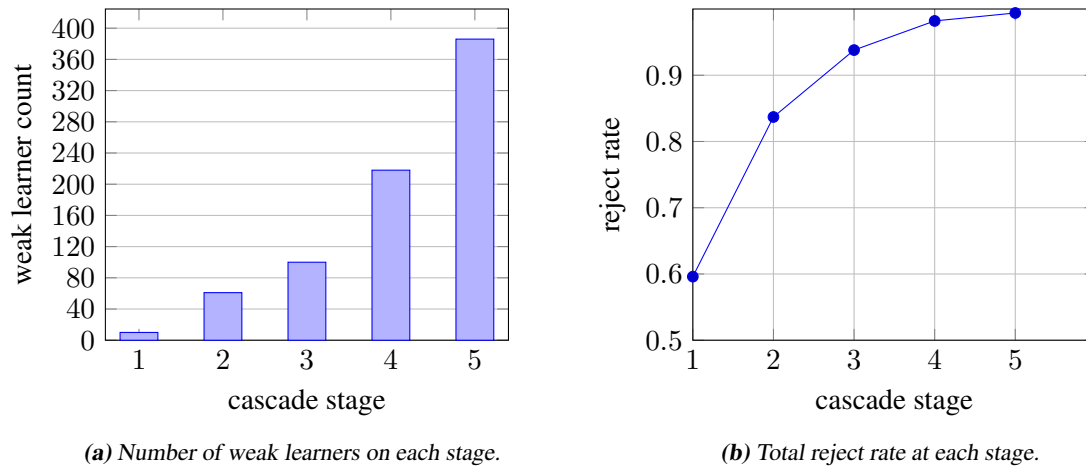 400
360
320
280
240
200
160
120
80
40
0
weak learner count
1 2 3 4 5
cascade stage
(a) Number of weak learners on each stage.
0.9
0.8
0.7
0.6
0.5
reject rate
1 2 3 4 5
cascade stage
(b) Total reject rate at each stage.